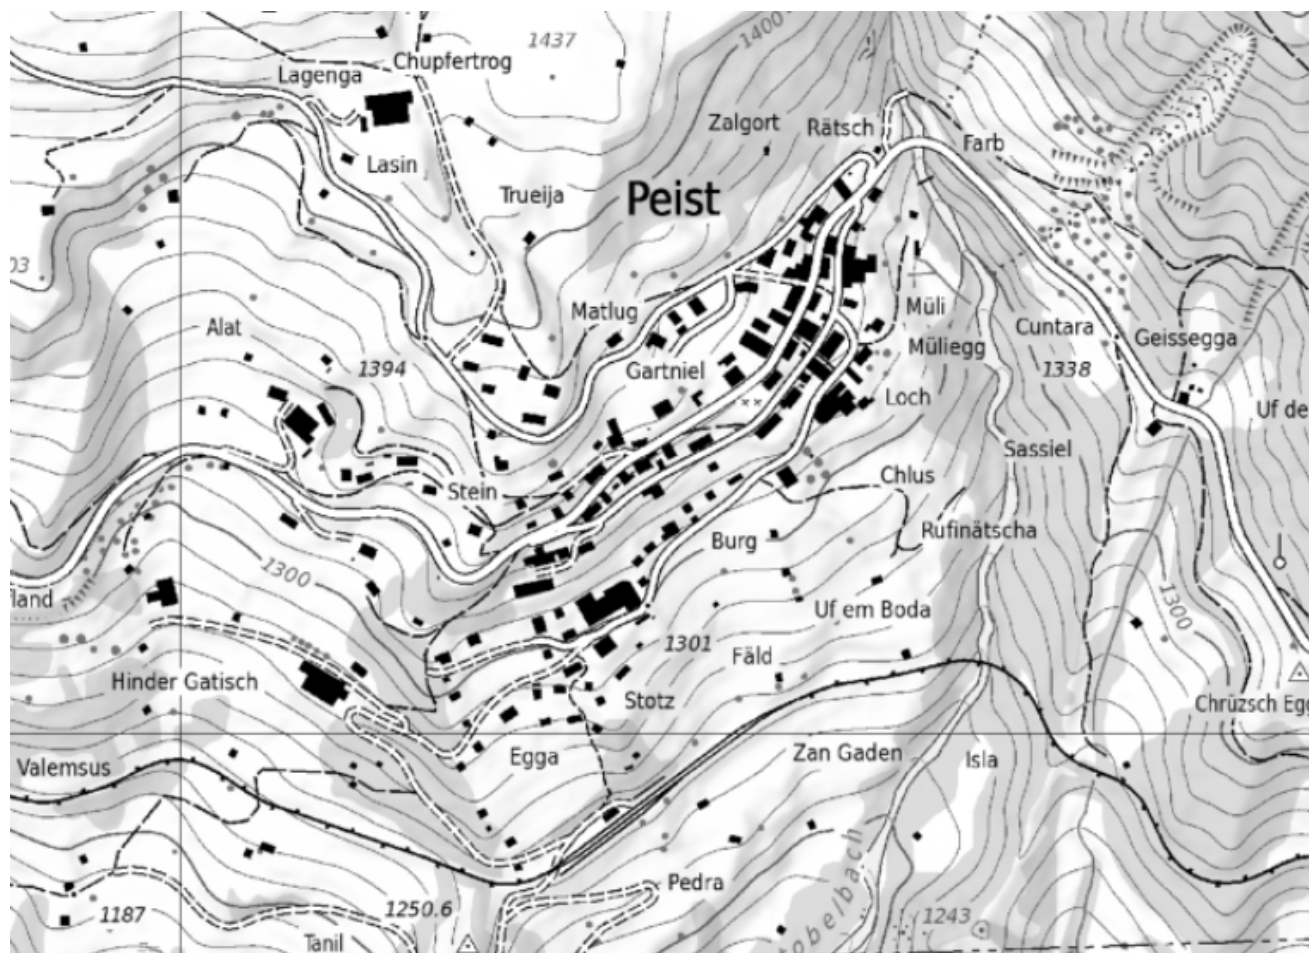 1437
1400
Chupfertrog
Lagenga
Zalgort
Rätsch
Farb
Lasin
Trueija
Peist
03
Matlug
Müli
Alat
Cuntara
Geissegga
Müliegg
1394
Gartniel
1338
Loch
Uf de
Sassiel
Chlus
Stein
Rufinätscha
Burg
1300
fland
Uf em Boda
1300
1301
Fäld
Hinder Gatisch
Stotz
Chrüzsch Egg
Egga
Zan Gaden
Isla
Valemsus
Pedra
1187
1250.6
obelbach
1243
Tanil